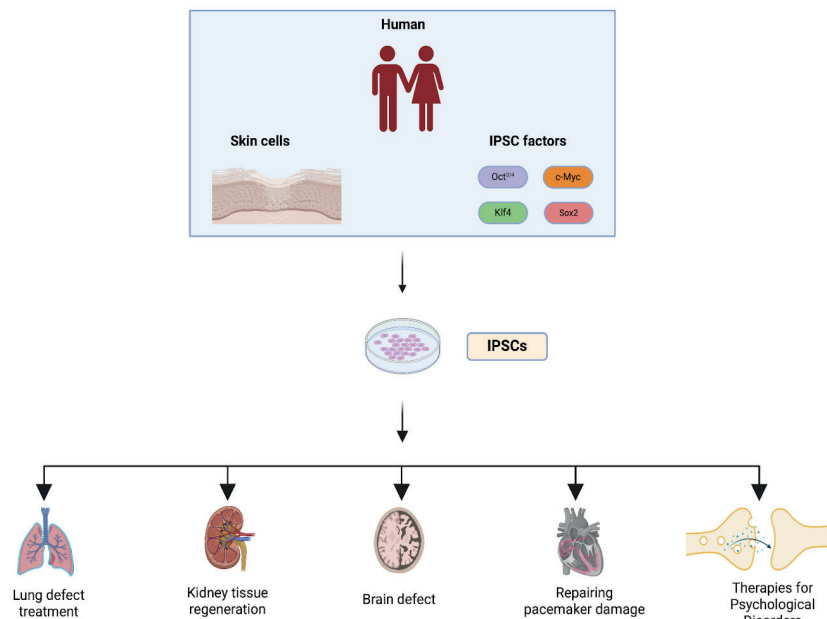 Human
Skin cells
IPSC factors
Oct3/4
c-Myc
Klf4
Sox2
IPSCs
Lung defect
treatment
Kidney tissue
regeneration
Brain defect
Repairing
pacemaker damage
Therapies for
Psychological
Disorders